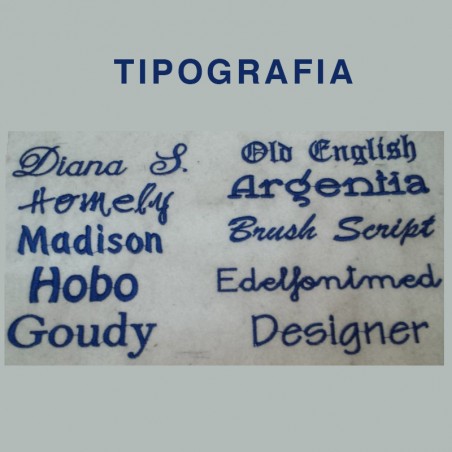 TIPOGRAFIA
Diana S.
Homely
Madison
Hobo
Goudy
Old English
Argentia
Brush Script
Edelfontmed
Designer